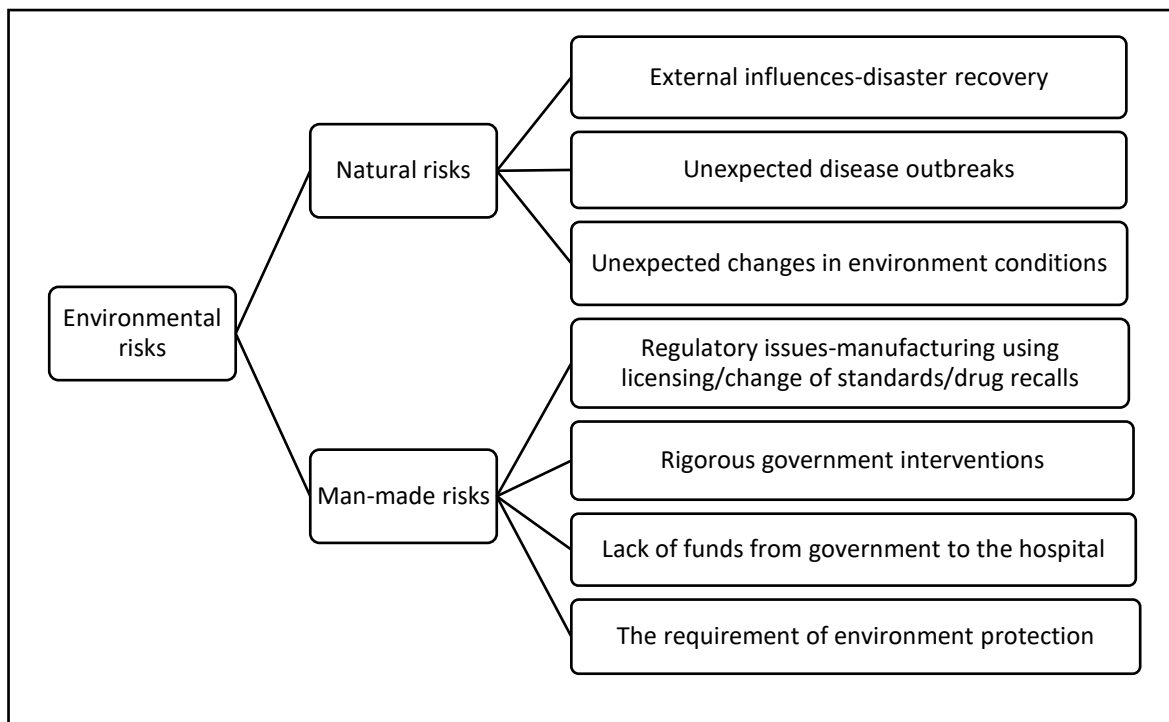 Environmental
risks
Natural risks
External influences-disaster recovery
Unexpected disease outbreaks
Unexpected changes in environment conditions
Man-made risks
Regulatory issues-manufacturing using
licensing/change of standards/drug recalls
Rigorous government interventions
Lack of funds from government to the hospital
The requirement of environment protection